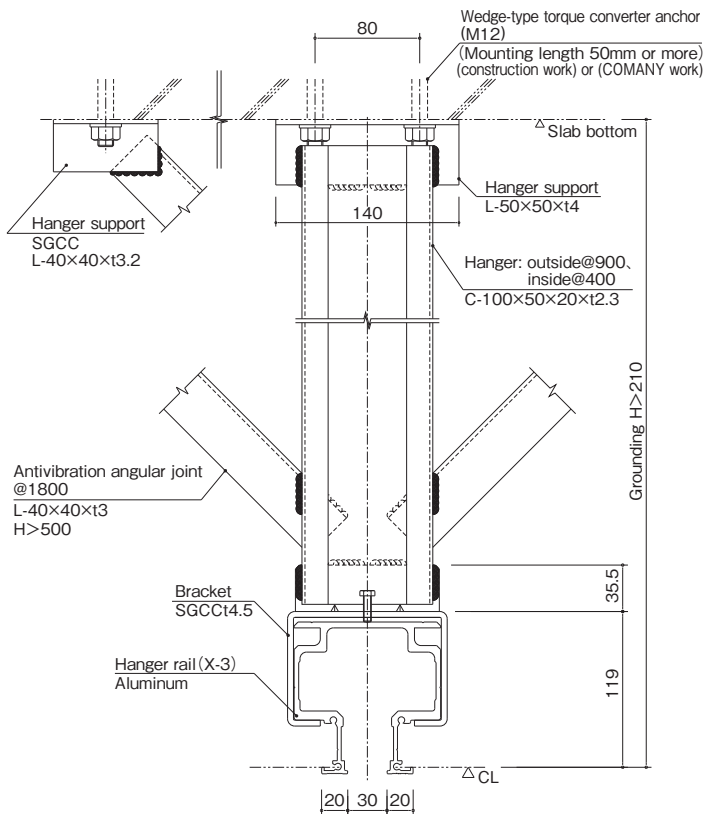 80
Wedge-type torque converter anchor
(M12)
(Mounting length 50mm or more)
(construction work) or (COMANY work)
Slab bottom
Hanger support
SGCC
L-40×40×t3.2
Hanger support
L-50×50×t4
140
Hanger: outside@900、
inside@400
C-100×50×20×t2.3
Grounding H>210
Antivibration angular joint
@1800
L-40×40×t3
H>500
35.5
Bracket
SGCCt4.5
119
Hanger rail(X-3)
Aluminum
CL
20 30 20